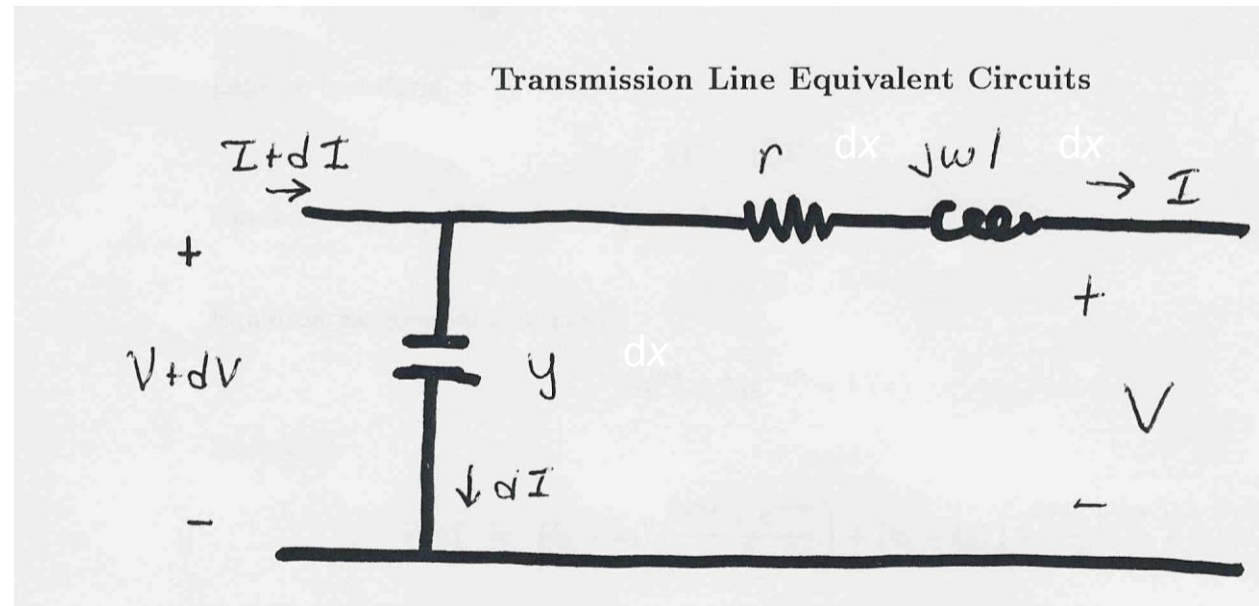 Transmission Line Equivalent Circuits
I+dI
→
r dx jωl dx
→ I
+
V+dV
-
y dx
↓ dI
+
V
-